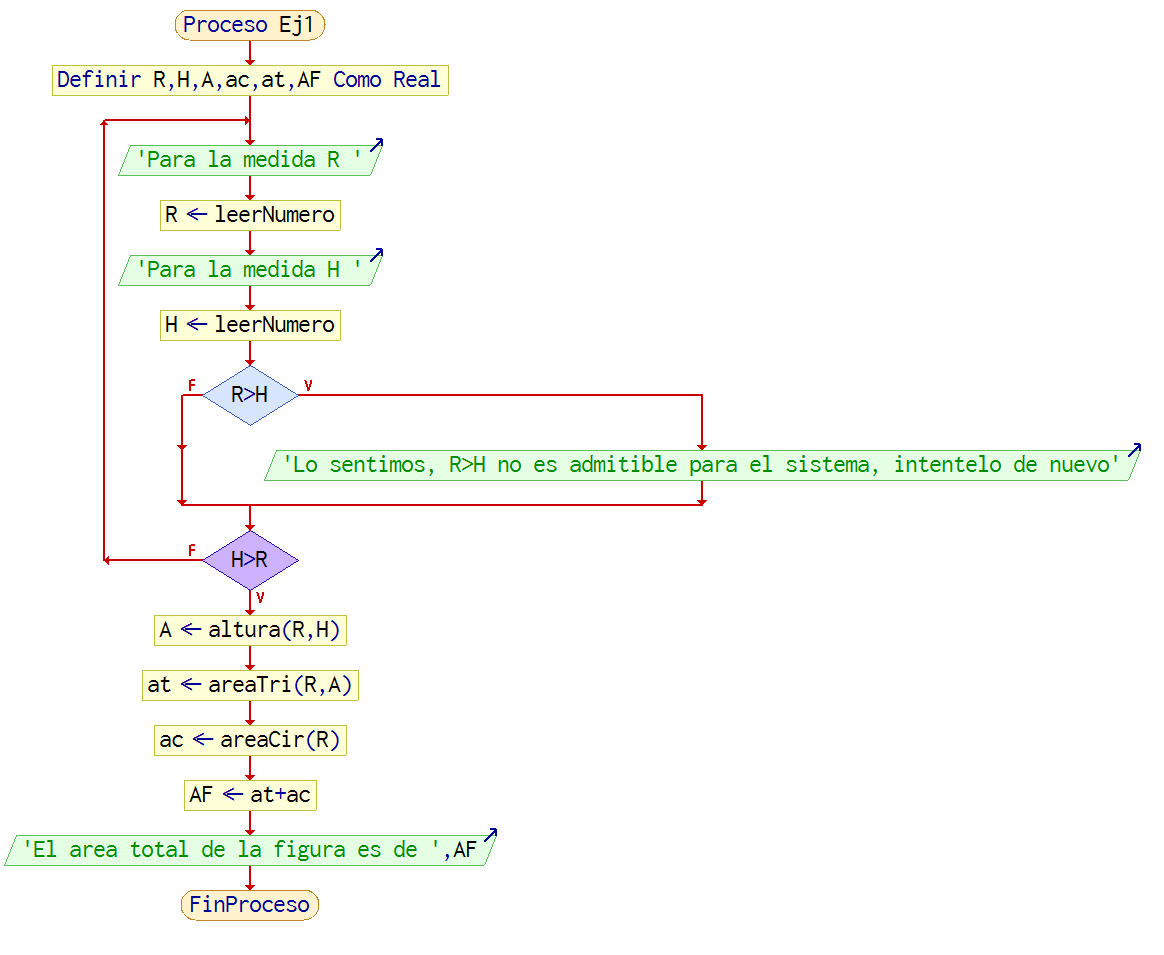 Proceso Ej1
Definir R,H,A,ac,at,AF Como Real
'Para la medida R '
R ← leerNumero
'Para la medida H '
H ← leerNumero
F R>H V
'Lo sentimos, R>H no es admitible para el sistema, intentelo de nuevo'
F H>R
V
A ← altura(R,H)
at ← areaTri(R,A)
ac ← areaCir(R)
AF ← at+ac
'El area total de la figura es de ',AF
FinProceso